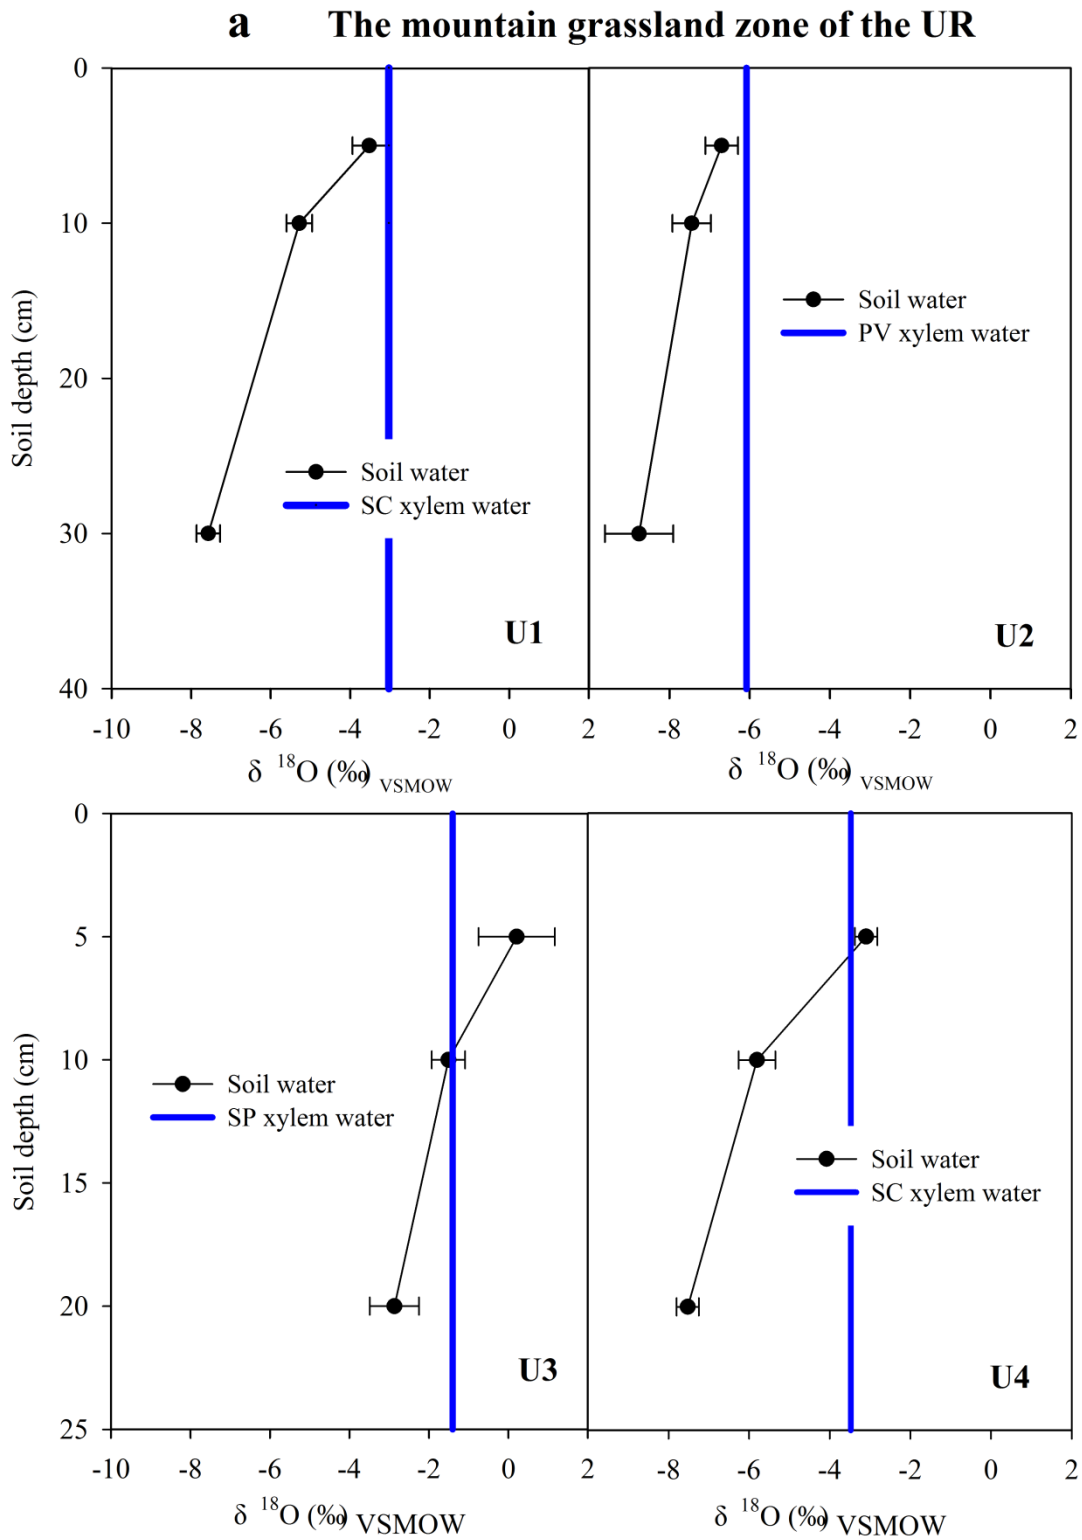 a The mountain grassland zone of the UR
0
10
20
30
40
Soil depth (cm)
Soil water
SC xylem water
U1
-10 -8 -6 -4 -2 0 2
δ ¹⁸O (‰) VSMOW
Soil water
PV xylem water
U2
-8 -6 -4 -2 0 2
δ ¹⁸O (‰) VSMOW
0
5
10
15
20
25
Soil depth (cm)
Soil water
SP xylem water
U3
-10 -8 -6 -4 -2 0 2
δ ¹⁸O (‰) VSMOW
Soil water
SC xylem water
U4
-8 -6 -4 -2 0 2
δ ¹⁸O (‰) VSMOW